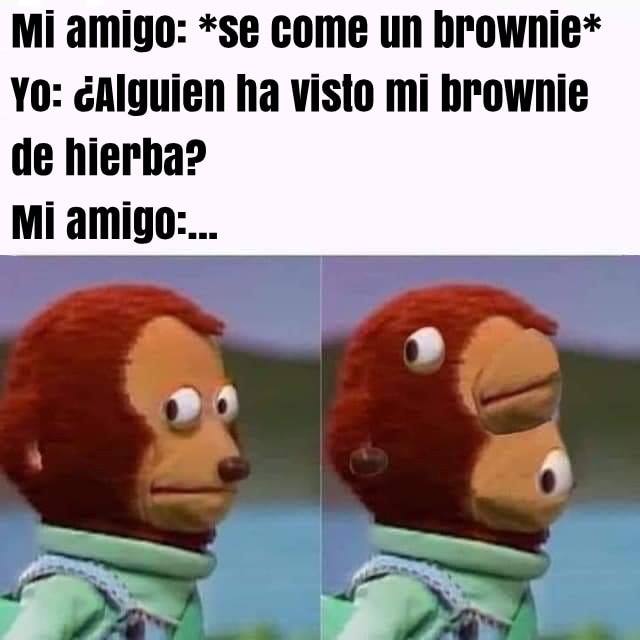 Mi amigo: *se come un brownie*
Yo: ¿Alguien ha visto mi brownie
de hierba?
Mi amigo:...